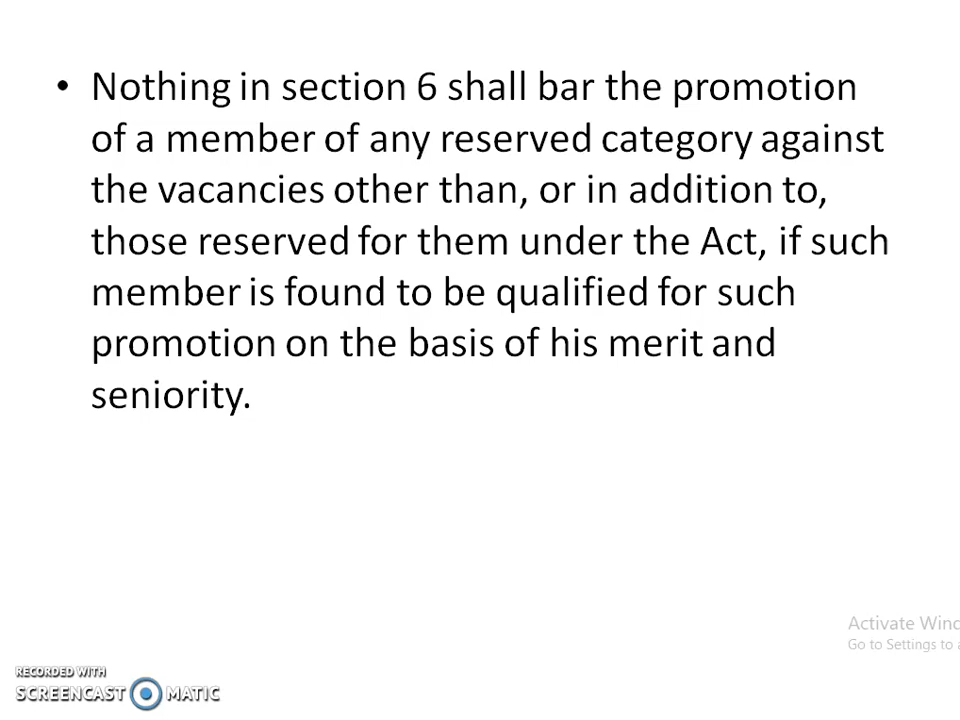 • Nothing in section 6 shall bar the promotion
of a member of any reserved category against
the vacancies other than, or in addition to,
those reserved for them under the Act, if such
member is found to be qualified for such
promotion on the basis of his merit and
seniority.
Activate Wind
Go to Settings to a
RECORDED WITH
SCREENCAST MATIC